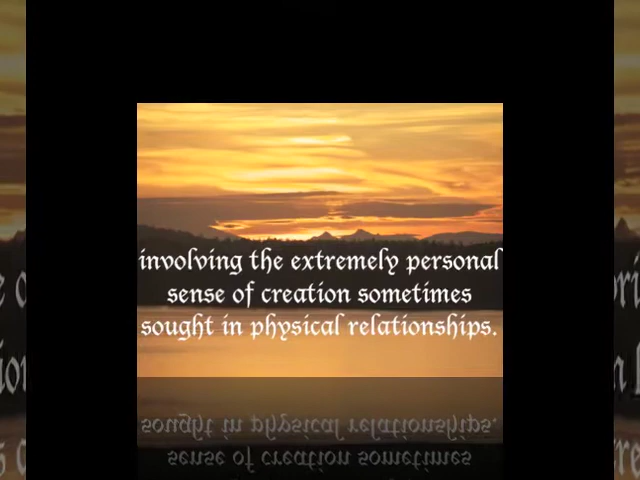 involving the extremely personal
sense of creation sometimes
sought in physical relationships.